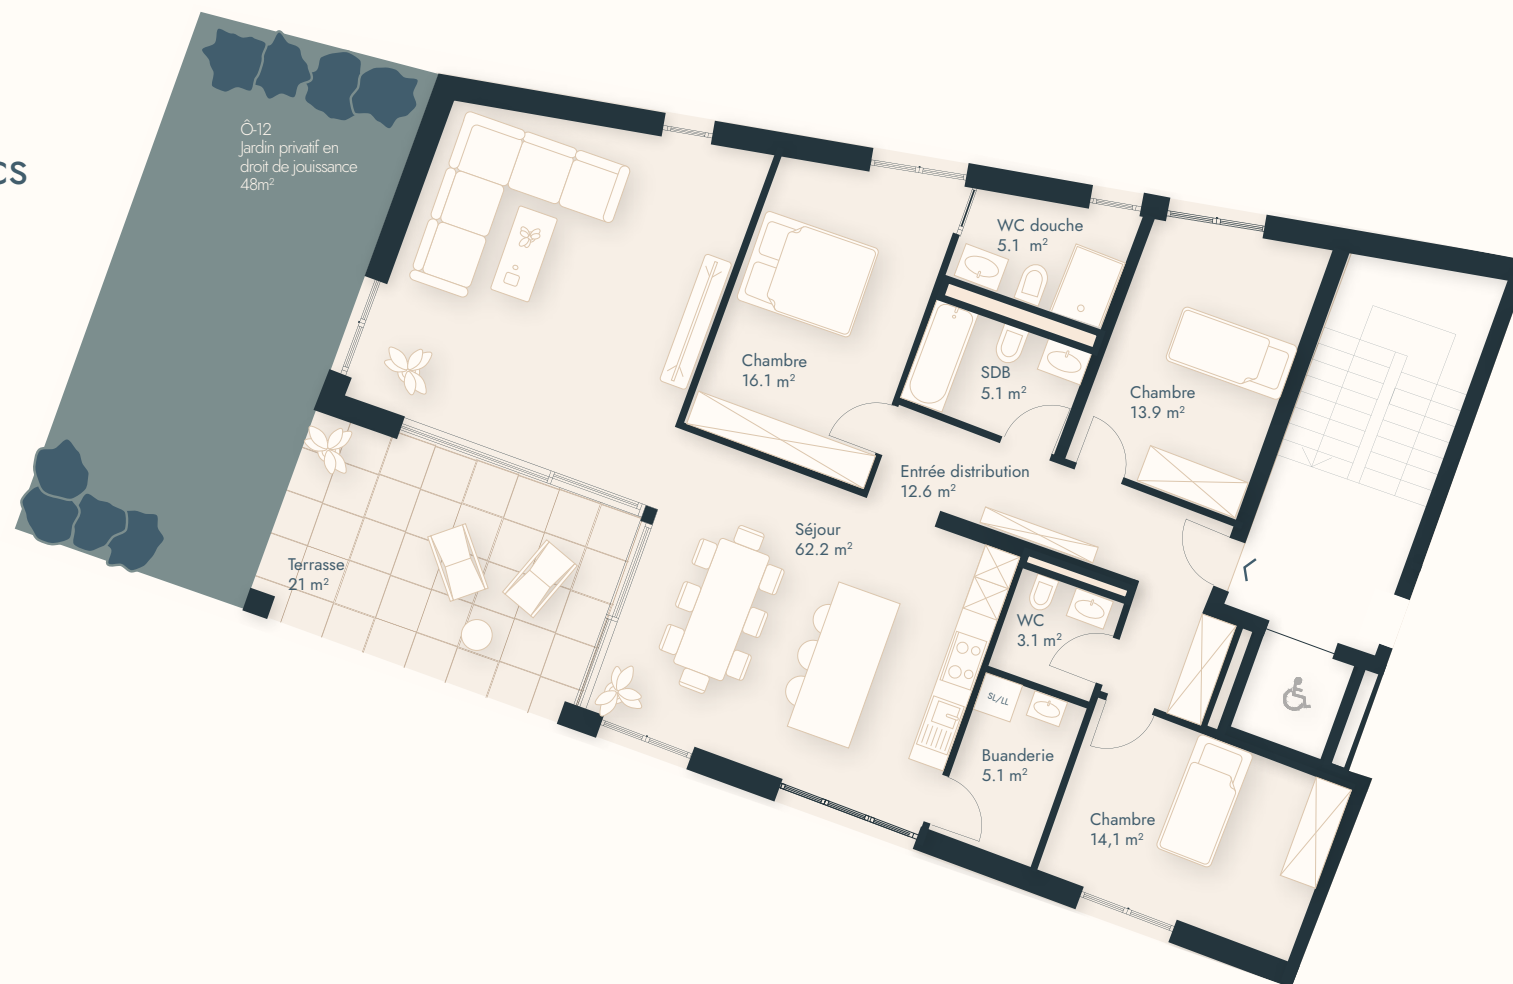 cs
Ô-12
Jardin privatif en
droit de jouissance
48m²
WC douche
5.1 m²
Chambre
16.1 m²
SDB
5.1 m²
Chambre
13.9 m²
Entrée distribution
12.6 m²
Séjour
62.2 m²
Terrasse
21 m²
WC
3.1 m²
SL/LL
Buanderie
5.1 m²
Chambre
14,1 m²